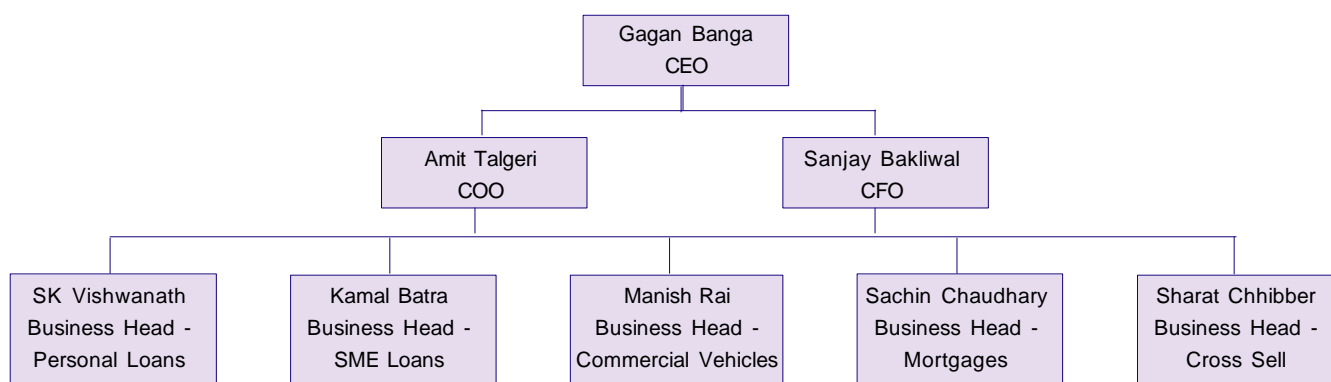 Gagan Banga
CEO
Amit Talgeri
COO
Sanjay Bakliwal
CFO
SK Vishwanath
Business Head -
Personal Loans
Kamal Batra
Business Head -
SME Loans
Manish Rai
Business Head -
Commercial Vehicles
Sachin Chaudhary
Business Head -
Mortgages
Sharat Chhibber
Business Head -
Cross Sell